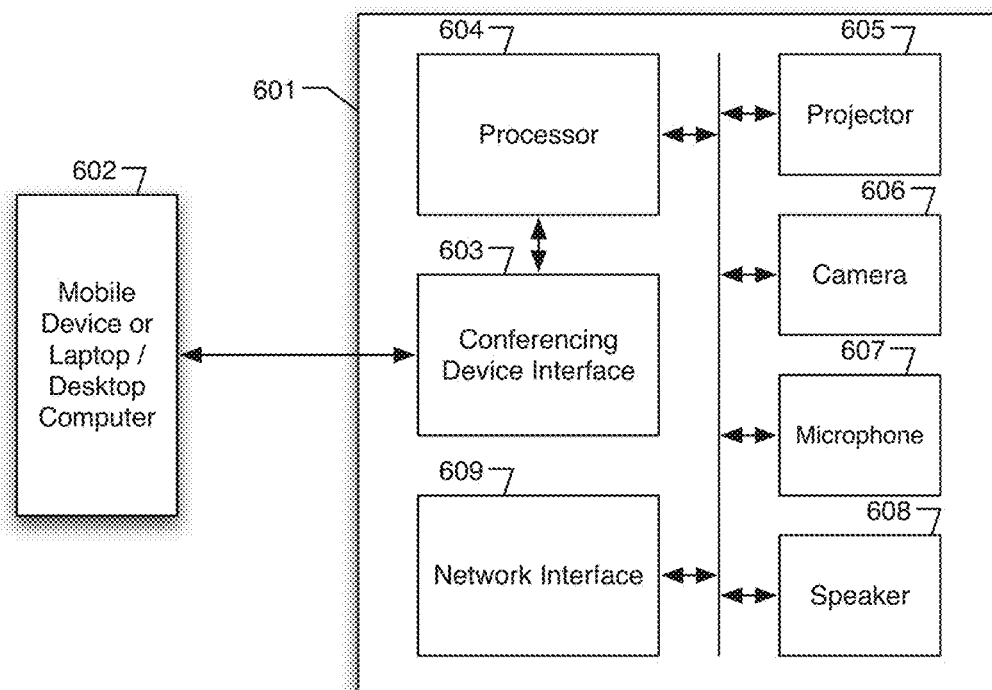 604
605
601
Processor
Projector
602
606
603
Camera
Mobile
Device or
Laptop /
Desktop
Computer
Conferencing
Device Interface
607
Microphone
609
608
Network Interface
Speaker